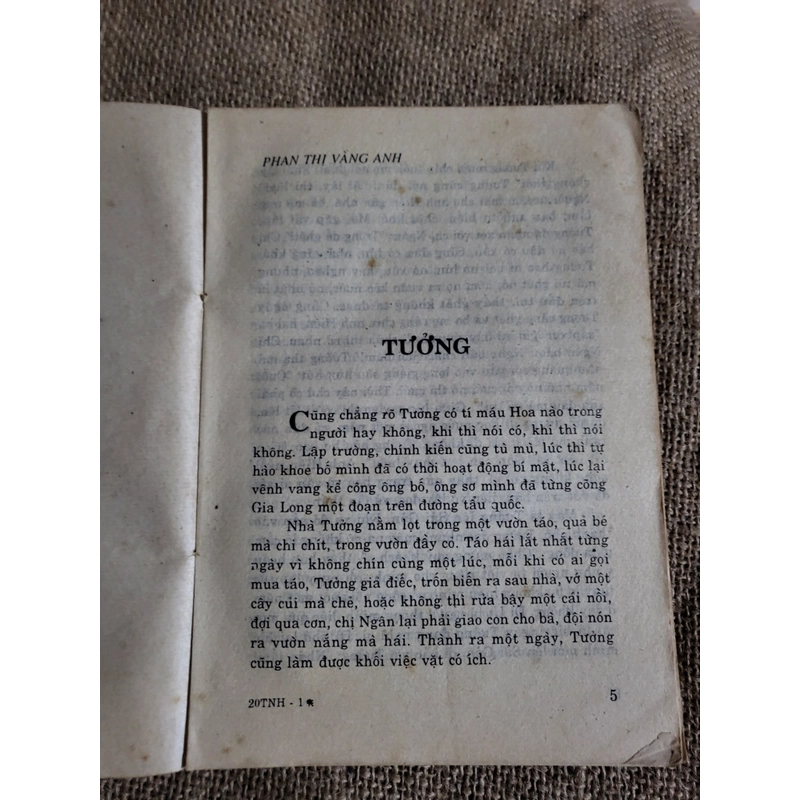 PHAN THỊ VÀNG ANH
TƯỞNG
Cũng chẳng rõ Tưởng có tí máu Hoa nào trong
người hay không, khi thì nói có, khi thì nói
không. Lập trường, chính kiến cũng tù mù, lúc thì tự
hào khoe bố mình đã có thời hoạt động bí mật, lúc lại
vênh vang kể công ông bố, ông sơ mình đã từng cõng
Gia Long một đoạn trên đường tẩu quốc.
Nhà Tưởng nằm lọt trong một vườn táo, quả bé
mà chi chít, trong vườn đầy cỏ. Táo hái lắt nhắt từng
ngày vì không chín cùng một lúc, mỗi khi có ai gọi
mua táo, Tưởng giả điếc, trốn biến ra sau nhà, vớ một
cây củi mà chẻ, hoặc không thì rửa bậy một cái nồi,
đợi qua cơn, chị Ngân lại phải giao con cho bà, đội nón
ra vườn nắng mà hái. Thành ra một ngày, Tưởng
cũng làm được khối việc vặt có ích.
20TNH - 1
5